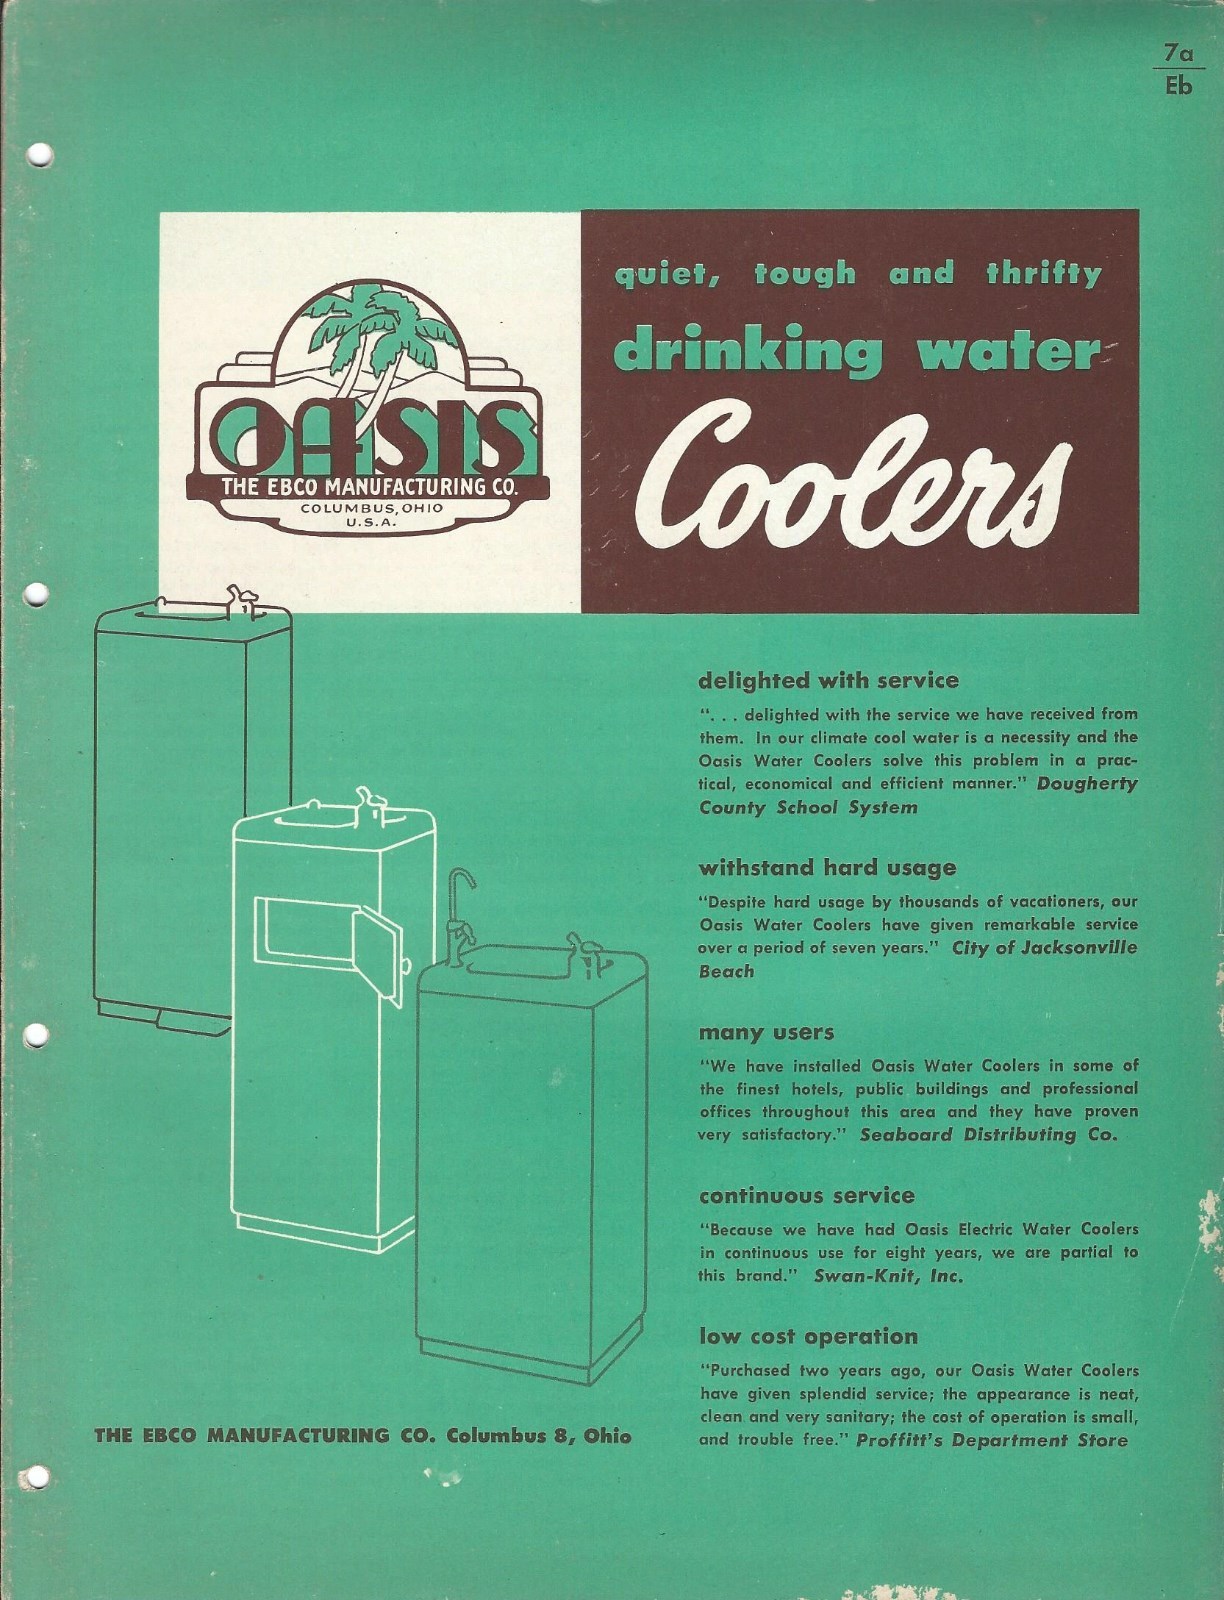 7a
Eb
quiet, tough and thrifty
drinking water
Coolers
OASIS
THE EBCO MANUFACTURING CO.
COLUMBUS, OHIO
U.S.A.
delighted with service
". . . delighted with the service we have received from
them. In our climate cool water is a necessity and the
Oasis Water Coolers solve this problem in a prac-
tical, economical and efficient manner." Dougherty
County School System
withstand hard usage
"Despite hard usage by thousands of vacationers, our
Oasis Water Coolers have given remarkable service
over a period of seven years." City of Jacksonville
Beach
many users
"We have installed Oasis Water Coolers in some of
the finest hotels, public buildings and professional
offices throughout this area and they have proven
very satisfactory." Seaboard Distributing Co.
continuous service
"Because we have had Oasis Electric Water Coolers
in continuous use for eight years, we are partial to
this brand." Swan-Knit, Inc.
low cost operation
"Purchased two years ago, our Oasis Water Coolers
have given splendid service; the appearance is neat,
clean and very sanitary; the cost of operation is small,
and trouble free." Proffitt's Department Store
THE EBCO MANUFACTURING CO. Columbus 8, Ohio